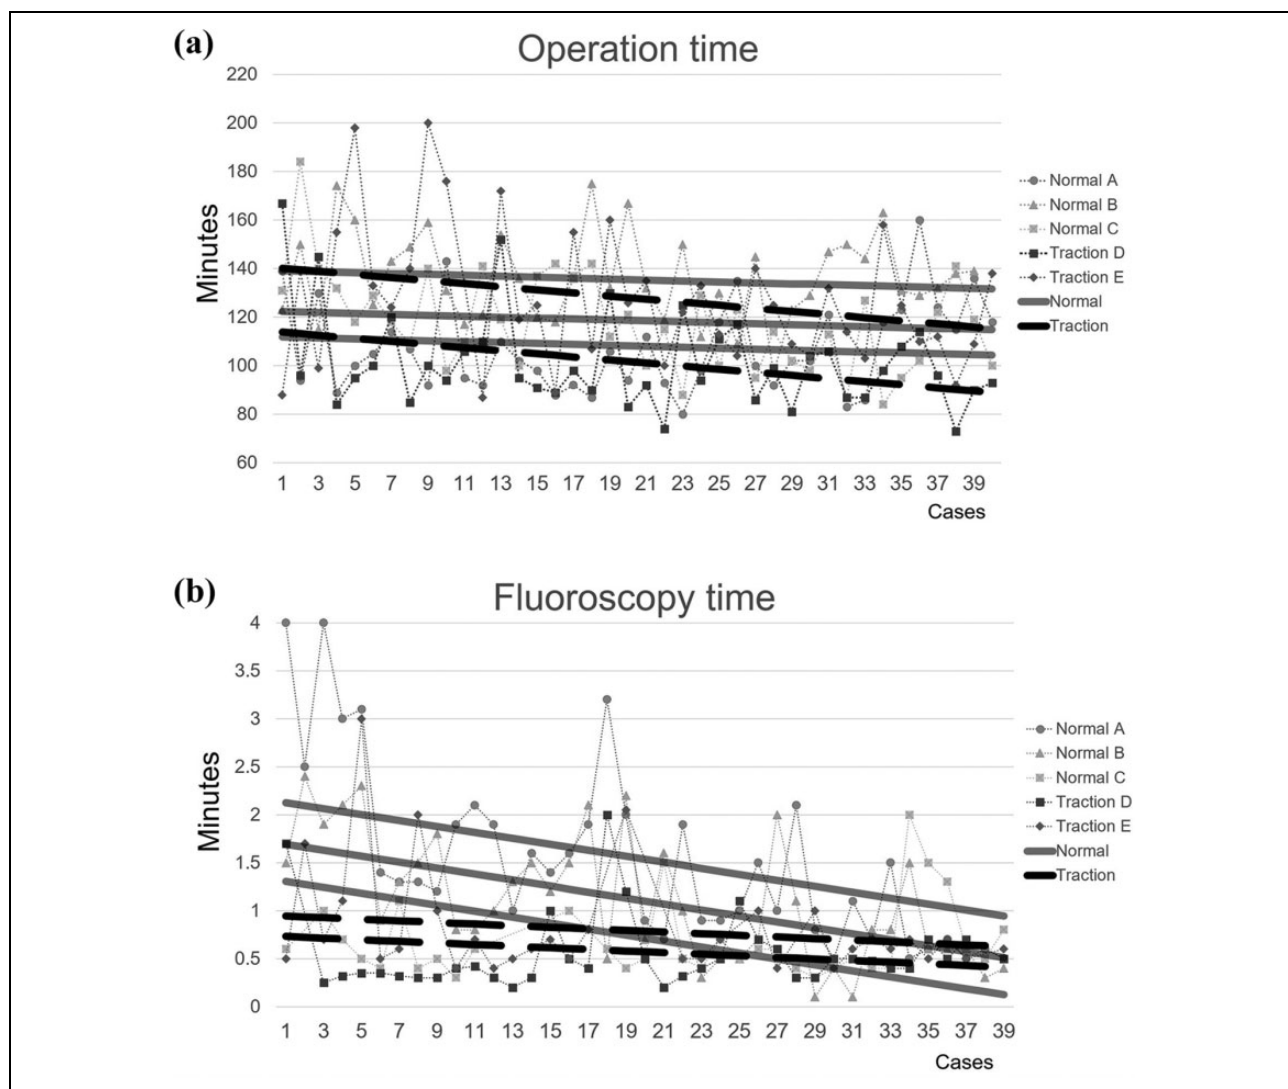 (a)
Operation time
Minutes
220
200
180
160
140
120
100
80
60
1 3 5 7 9 11 13 15 17 19 21 23 25 27 29 31 33 35 37 39
Cases
Normal A
Normal B
Normal C
Traction D
Traction E
Normal
Traction
(b)
Fluoroscopy time
Minutes
4
3.5
3
2.5
2
1.5
1
0.5
0
1 3 5 7 9 11 13 15 17 19 21 23 25 27 29 31 33 35 37 39
Cases
Normal A
Normal B
Normal C
Traction D
Traction E
Normal
Traction